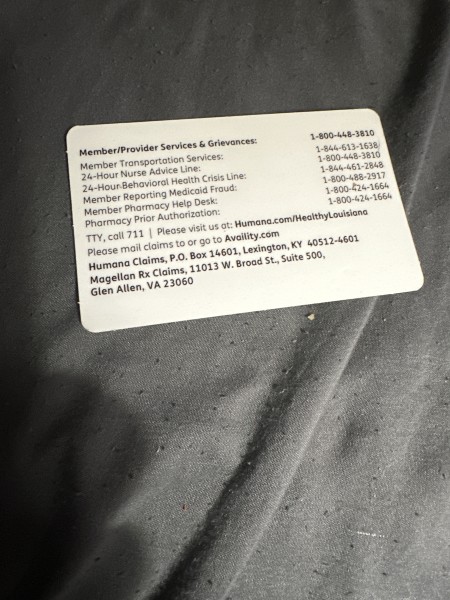 Member/Provider Services & Grievances: 1-800-448-3810
Member Transportation Services: 1-844-613-1638
24-Hour Nurse Advice Line: 1-800-448-3810
24-Hour-Behavioral Health Crisis Line: 1-844-461-2848
Member Reporting Medicaid Fraud: 1-800-488-2917
Member Pharmacy Help Desk: 1-800-424-1664
Pharmacy Prior Authorization: 1-800-424-1664
TTY, call 711 | Please visit us at: Humana.com/HealthyLouisiana
Please mail claims to or go to Availity.com
Humana Claims, P.O. Box 14601, Lexington, KY 40512-4601
Magellan Rx Claims, 11013 W. Broad St., Suite 500,
Glen Allen, VA 23060